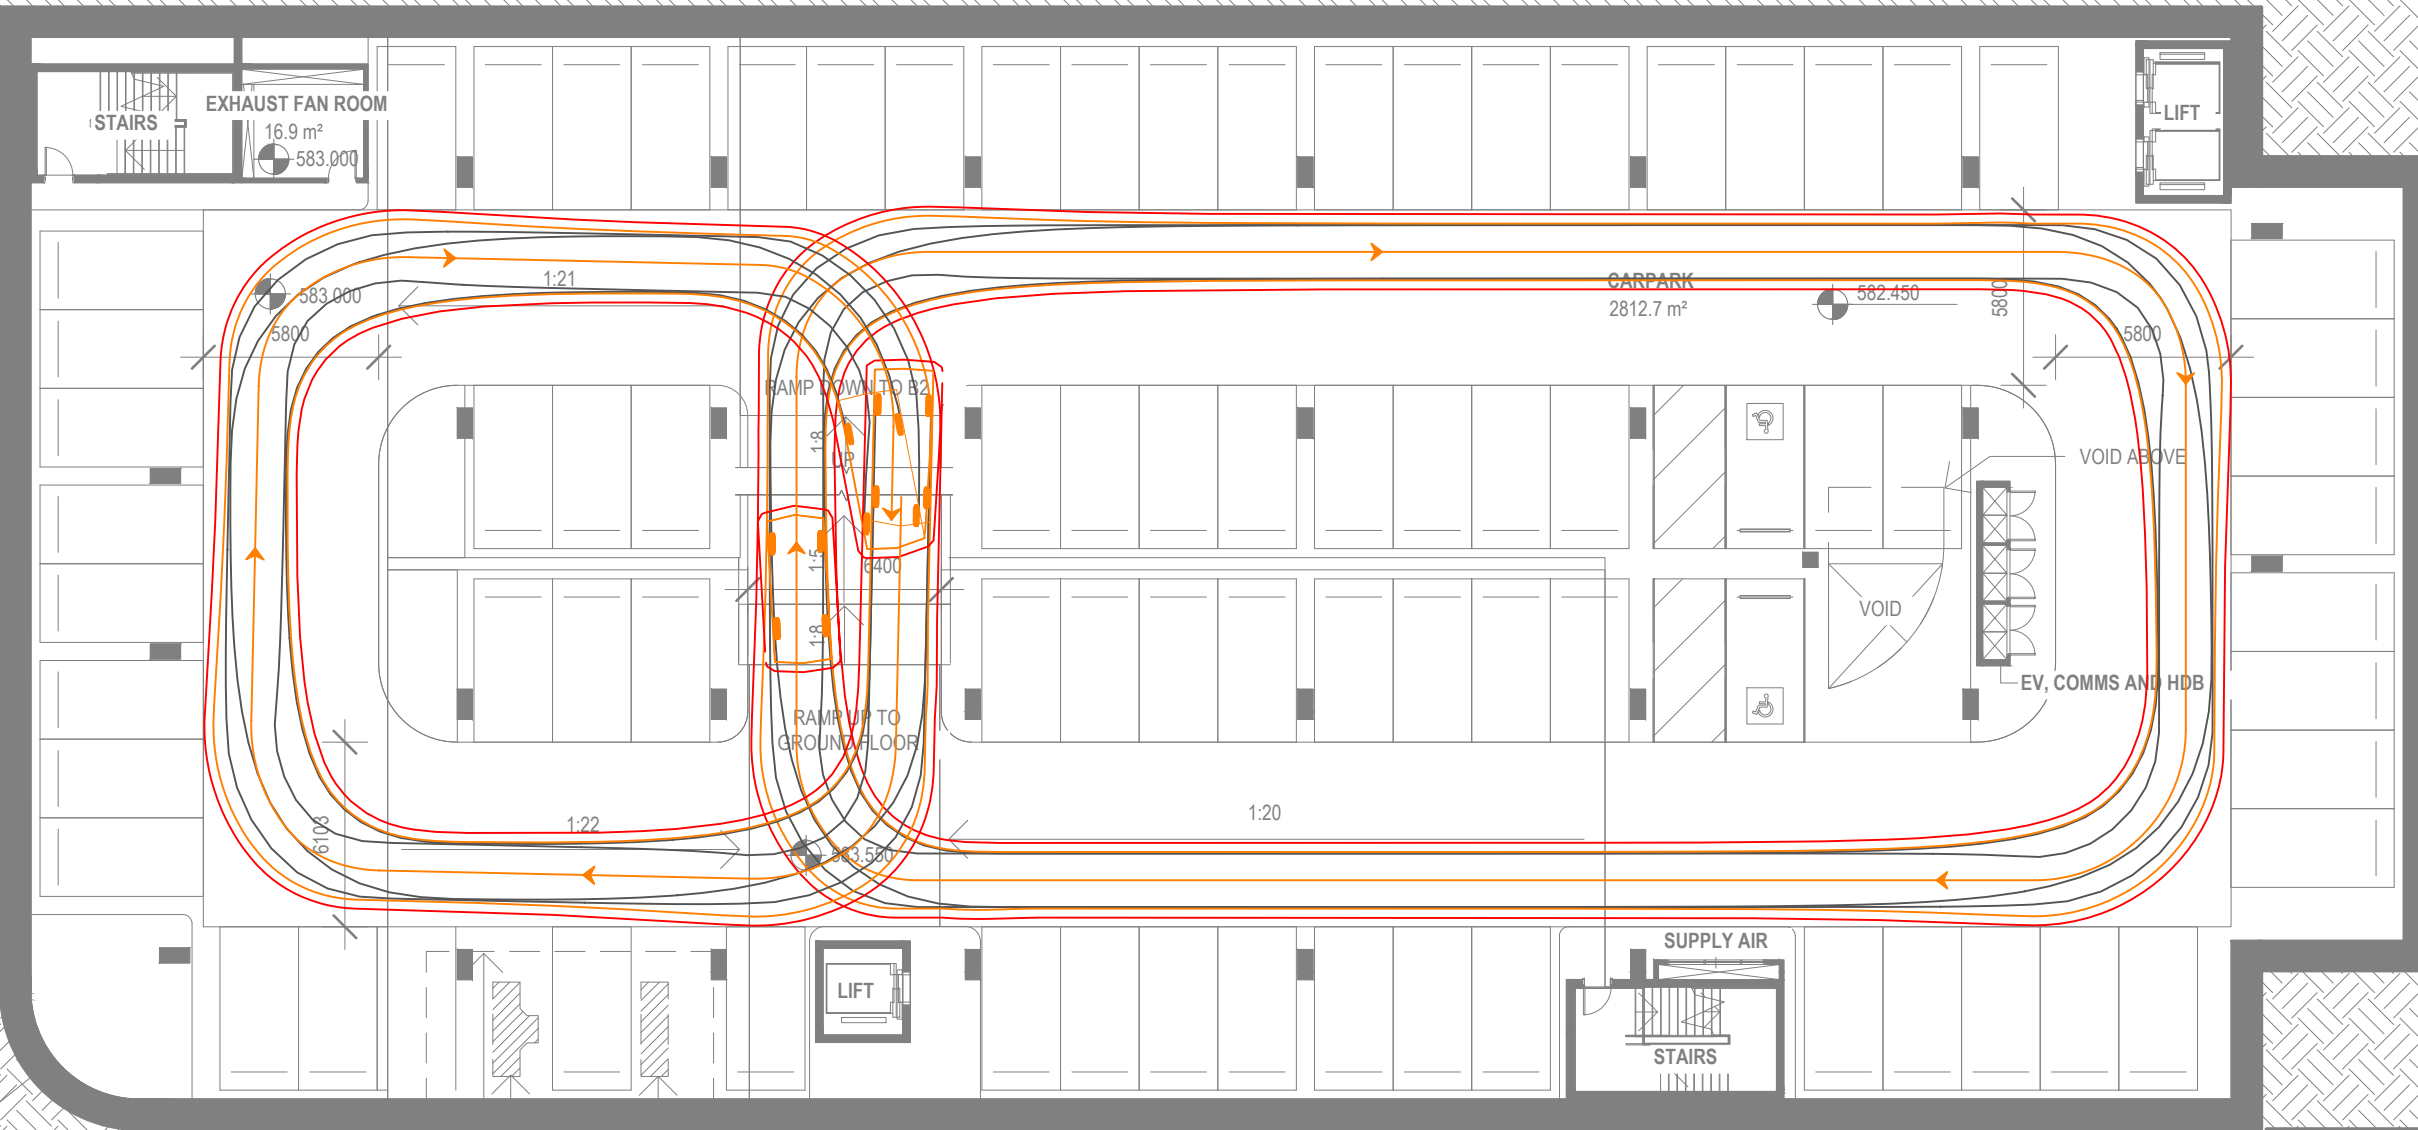 EXHAUST FAN ROOM
STAIRS
16.9 m²
583.000
LIFT
1:21
583.000
5800
CARPARK
2812.7 m²
582.450
5800
5800
RAMP DOWN TO B2
1:8
UP
VOID ABOVE
1:5
6400
VOID
1:8
EV, COMMS AND HDB
RAMP UP TO
GROUND FLOOR
6103
1:22
1:20
583.550
SUPPLY AIR
LIFT
STAIRS